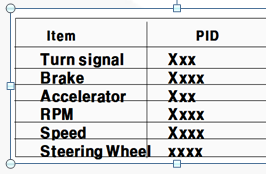 Item PID
Turn signal Xxx
Brake Xxxx
Accelerator Xxx
RPM Xxxx
Speed Xxxx
Steering Wheel xxxx